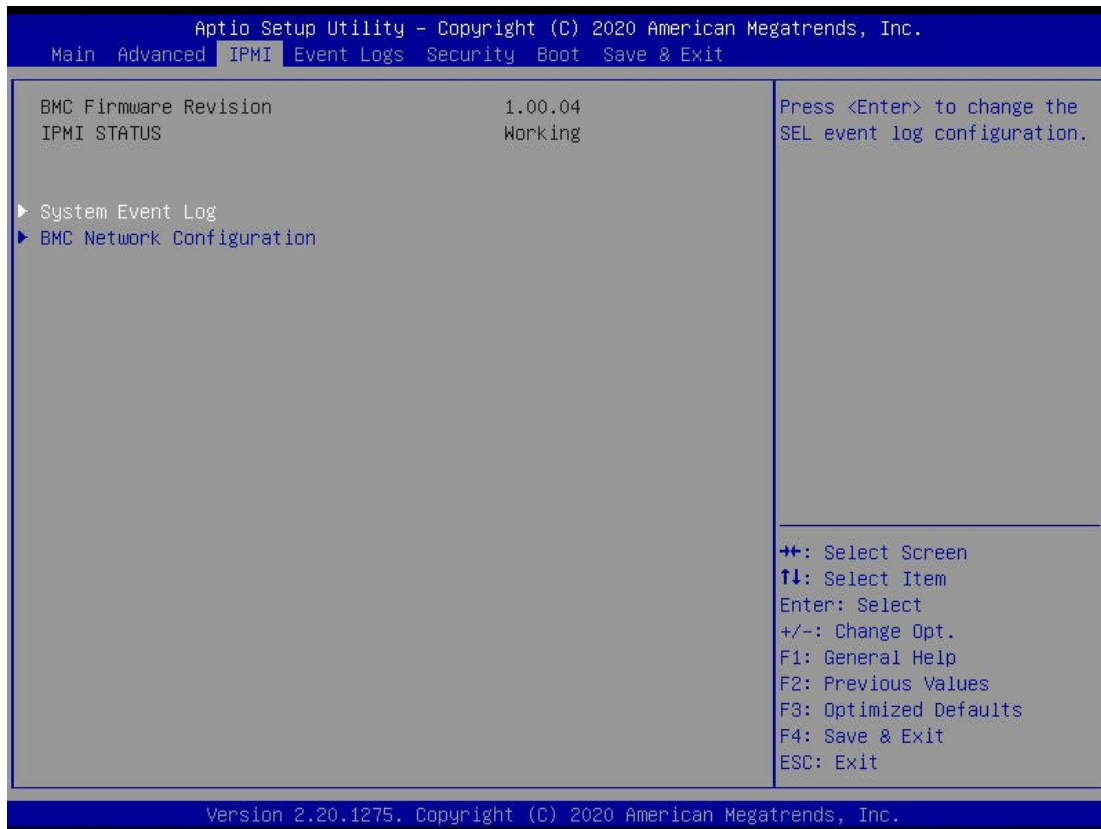 Aptio Setup Utility – Copyright (C) 2020 American Megatrends, Inc.
Main Advanced IPMI Event Logs Security Boot Save & Exit
BMC Firmware Revision 1.00.04
IPMI STATUS Working
System Event Log
BMC Network Configuration
Press <Enter> to change the
SEL event log configuration.
→←: Select Screen
↑↓: Select Item
Enter: Select
+/-: Change Opt.
F1: General Help
F2: Previous Values
F3: Optimized Defaults
F4: Save & Exit
ESC: Exit
Version 2.20.1275. Copyright (C) 2020 American Megatrends, Inc.